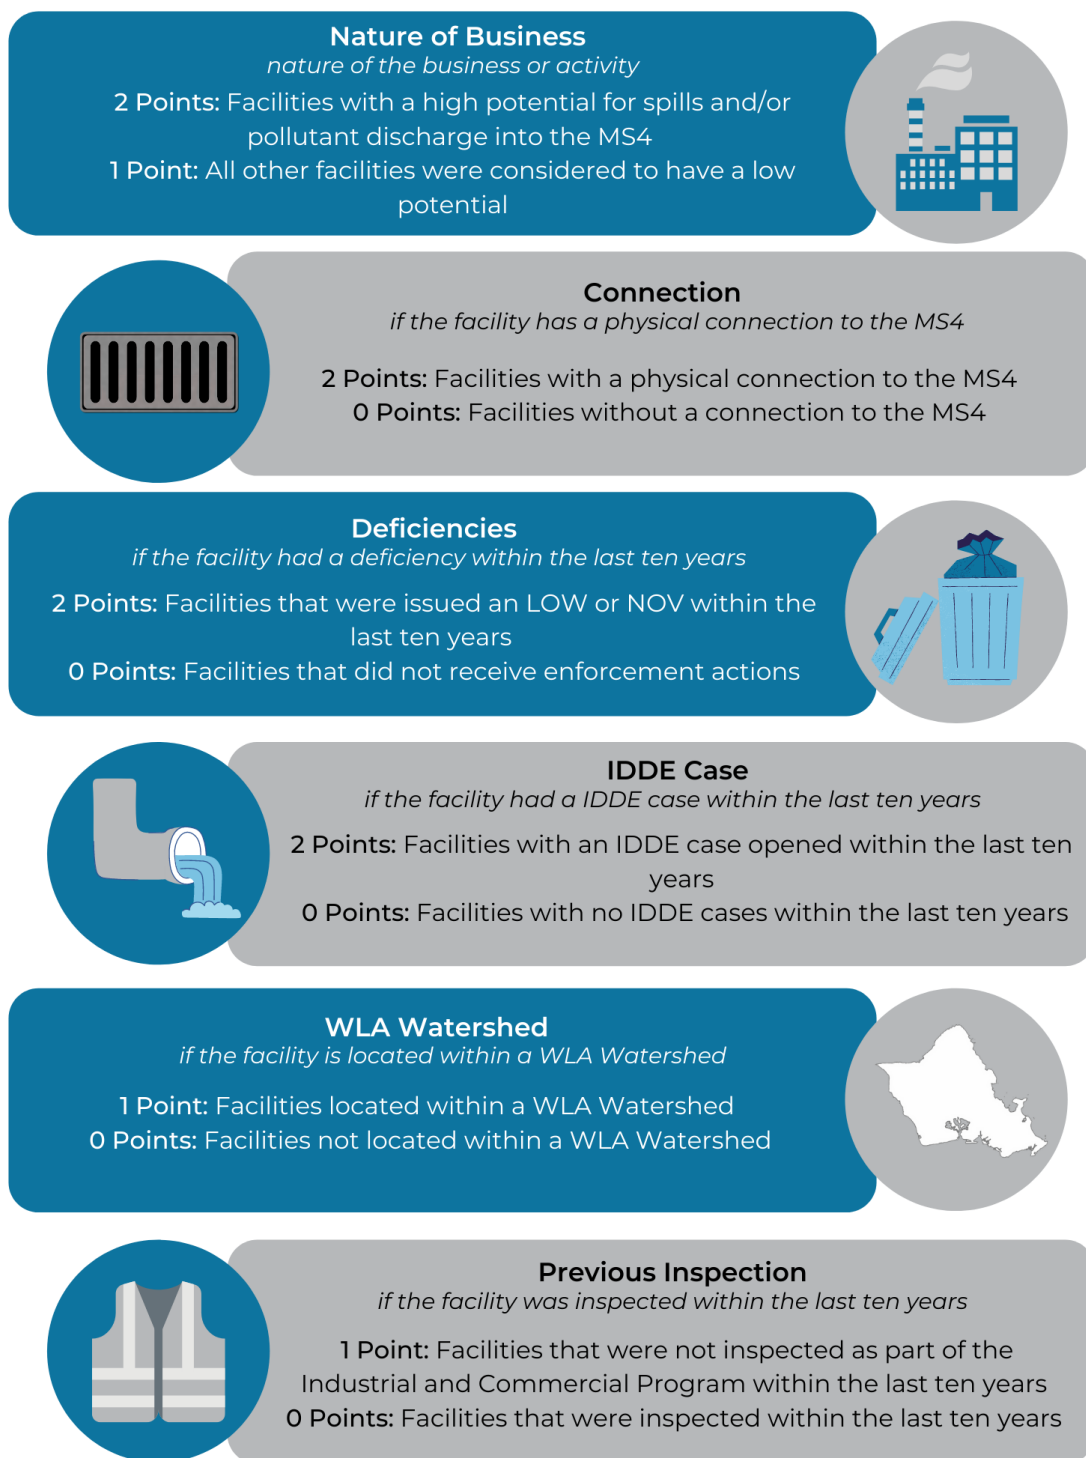 Nature of Business
nature of the business or activity
2 Points: Facilities with a high potential for spills and/or
pollutant discharge into the MS4
1 Point: All other facilities were considered to have a low
potential
Connection
if the facility has a physical connection to the MS4
2 Points: Facilities with a physical connection to the MS4
0 Points: Facilities without a connection to the MS4
Deficiencies
if the facility had a deficiency within the last ten years
2 Points: Facilities that were issued an LOW or NOV within the
last ten years
0 Points: Facilities that did not receive enforcement actions
IDDE Case
if the facility had a IDDE case within the last ten years
2 Points: Facilities with an IDDE case opened within the last ten
years
0 Points: Facilities with no IDDE cases within the last ten years
WLA Watershed
if the facility is located within a WLA Watershed
1 Point: Facilities located within a WLA Watershed
0 Points: Facilities not located within a WLA Watershed
Previous Inspection
if the facility was inspected within the last ten years
1 Point: Facilities that were not inspected as part of the
Industrial and Commercial Program within the last ten years
0 Points: Facilities that were inspected within the last ten years